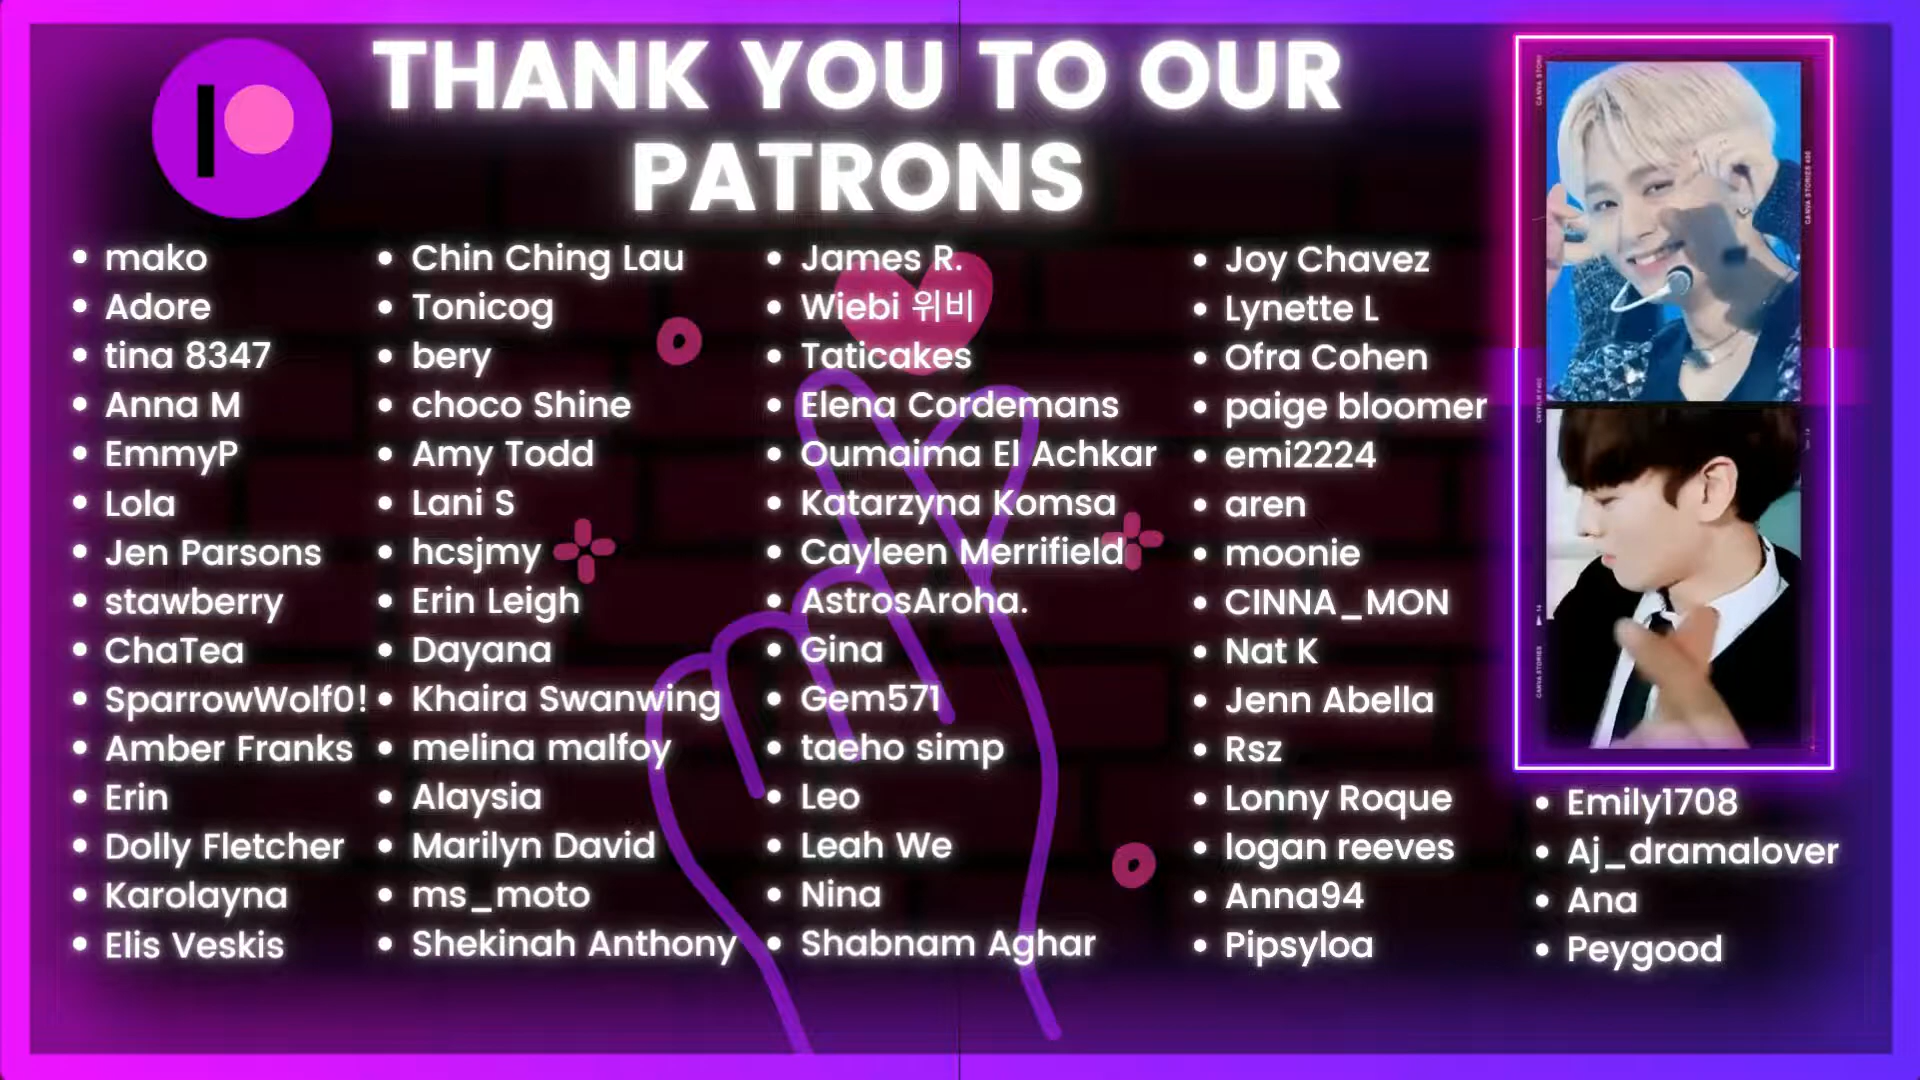 THANK YOU TO OUR
PATRONS
mako
Adore
tina 8347
Anna M
EmmyP
Lola
Jen Parsons
stawberry
ChaTea
SparrowWolf0!
Amber Franks
Erin
Dolly Fletcher
Karolayna
Elis Veskis
Chin Ching Lau
Tonicog
bery
choco Shine
Amy Todd
Lani S
hcsjmy
Erin Leigh
Dayana
Khaira Swanwing
melina malfoy
Alaysia
Marilyn David
ms_moto
Shekinah Anthony
James R.
Wiebi 위비
Taticakes
Elena Cordemans
Oumaima El Achkar
Katarzyna Komsa
Cayleen Merrifield
AstrosAroha.
Gina
Gem571
taeho simp
Leo
Leah We
Nina
Shabnam Aghar
Joy Chavez
Lynette L
Ofra Cohen
paige bloomer
emi2224
aren
moonie
CINNA_MON
Nat K
Jenn Abella
Rsz
Lonny Roque
logan reeves
Anna94
Pipsyloa
Emily1708
Aj_dramalover
Ana
Peygood
CANVA STORIES